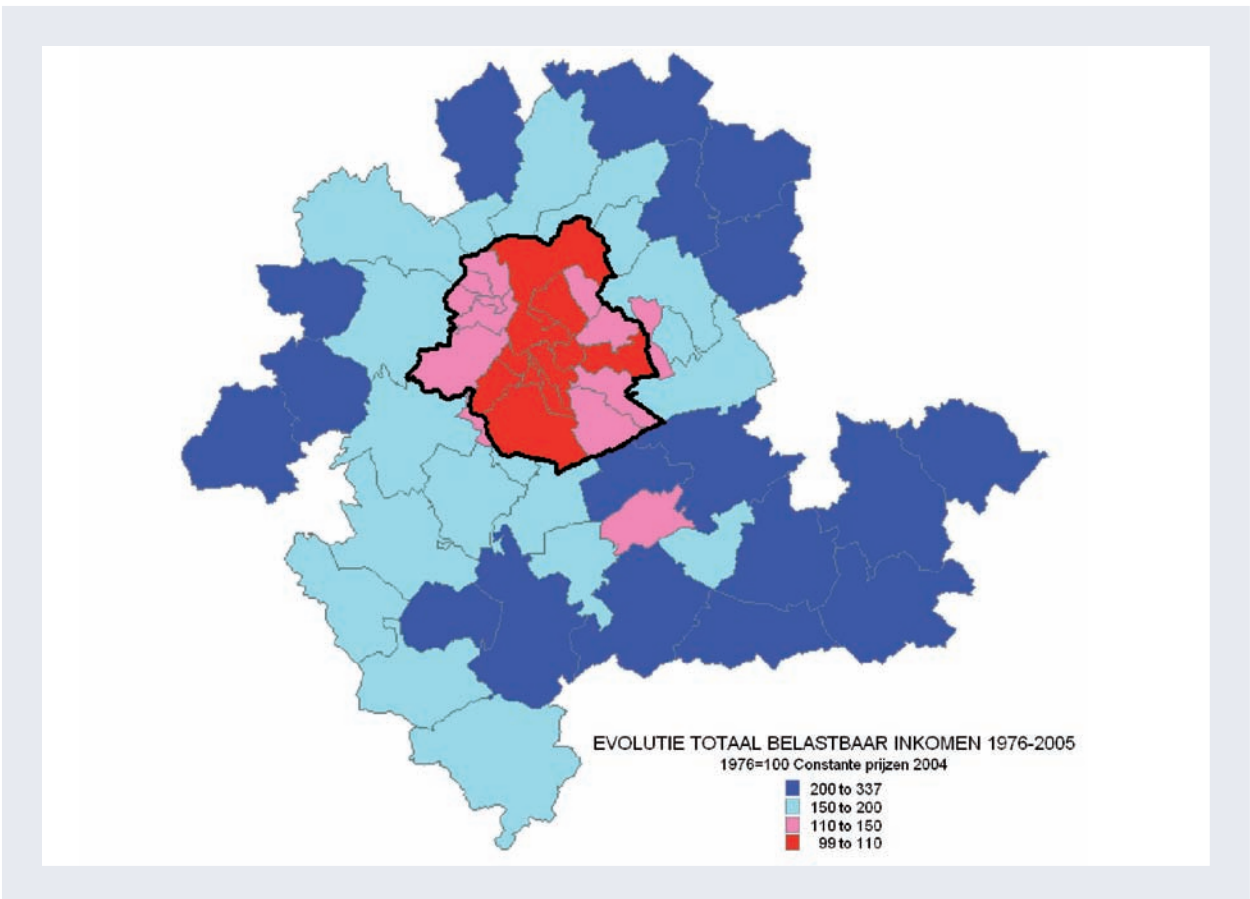 EVOLUTIE TOTAAL BELASTBAAR INKOMEN 1976-2005
1976=100 Constante prijzen 2004
200 to 337
150 to 200
110 to 150
99 to 110